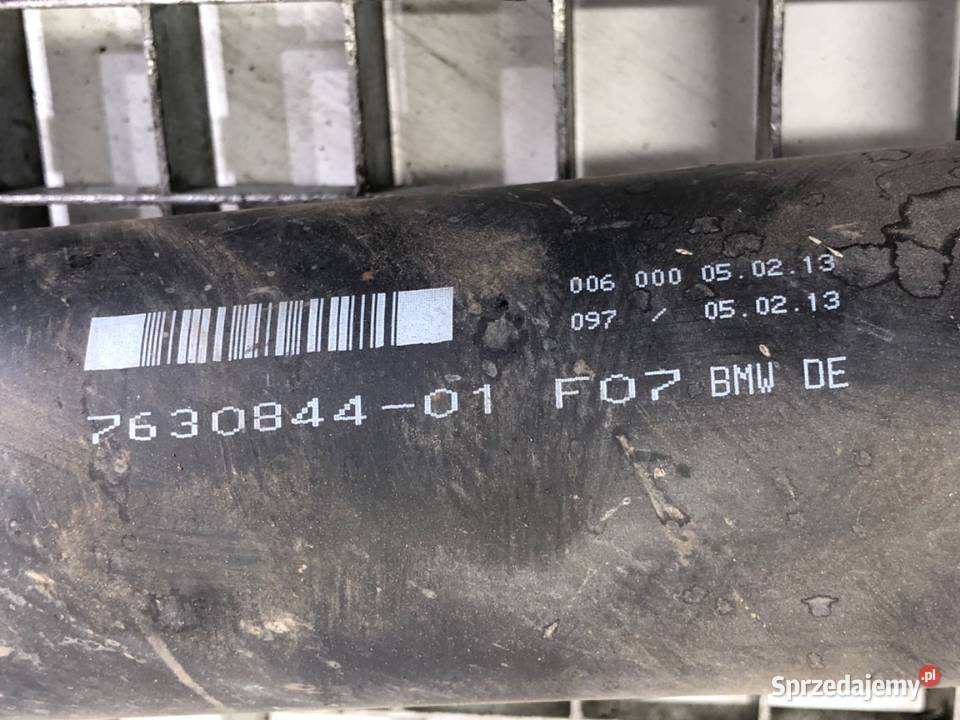 006 000 05.02.13
097 / 05.02.13
7630844-01 F07 BMW DE
Sprzedajemy.pl